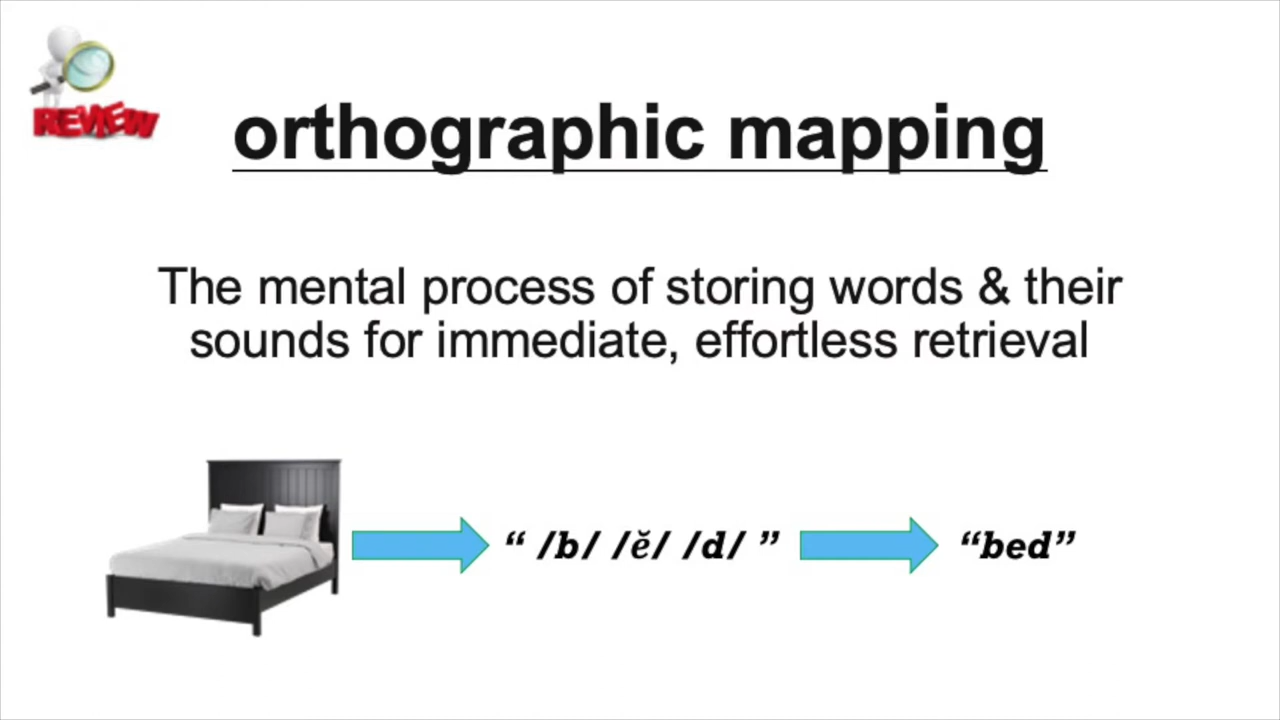 REVIEW
orthographic mapping
The mental process of storing words & their
sounds for immediate, effortless retrieval
“ /b/ /ĕ/ /d/ ” “bed”